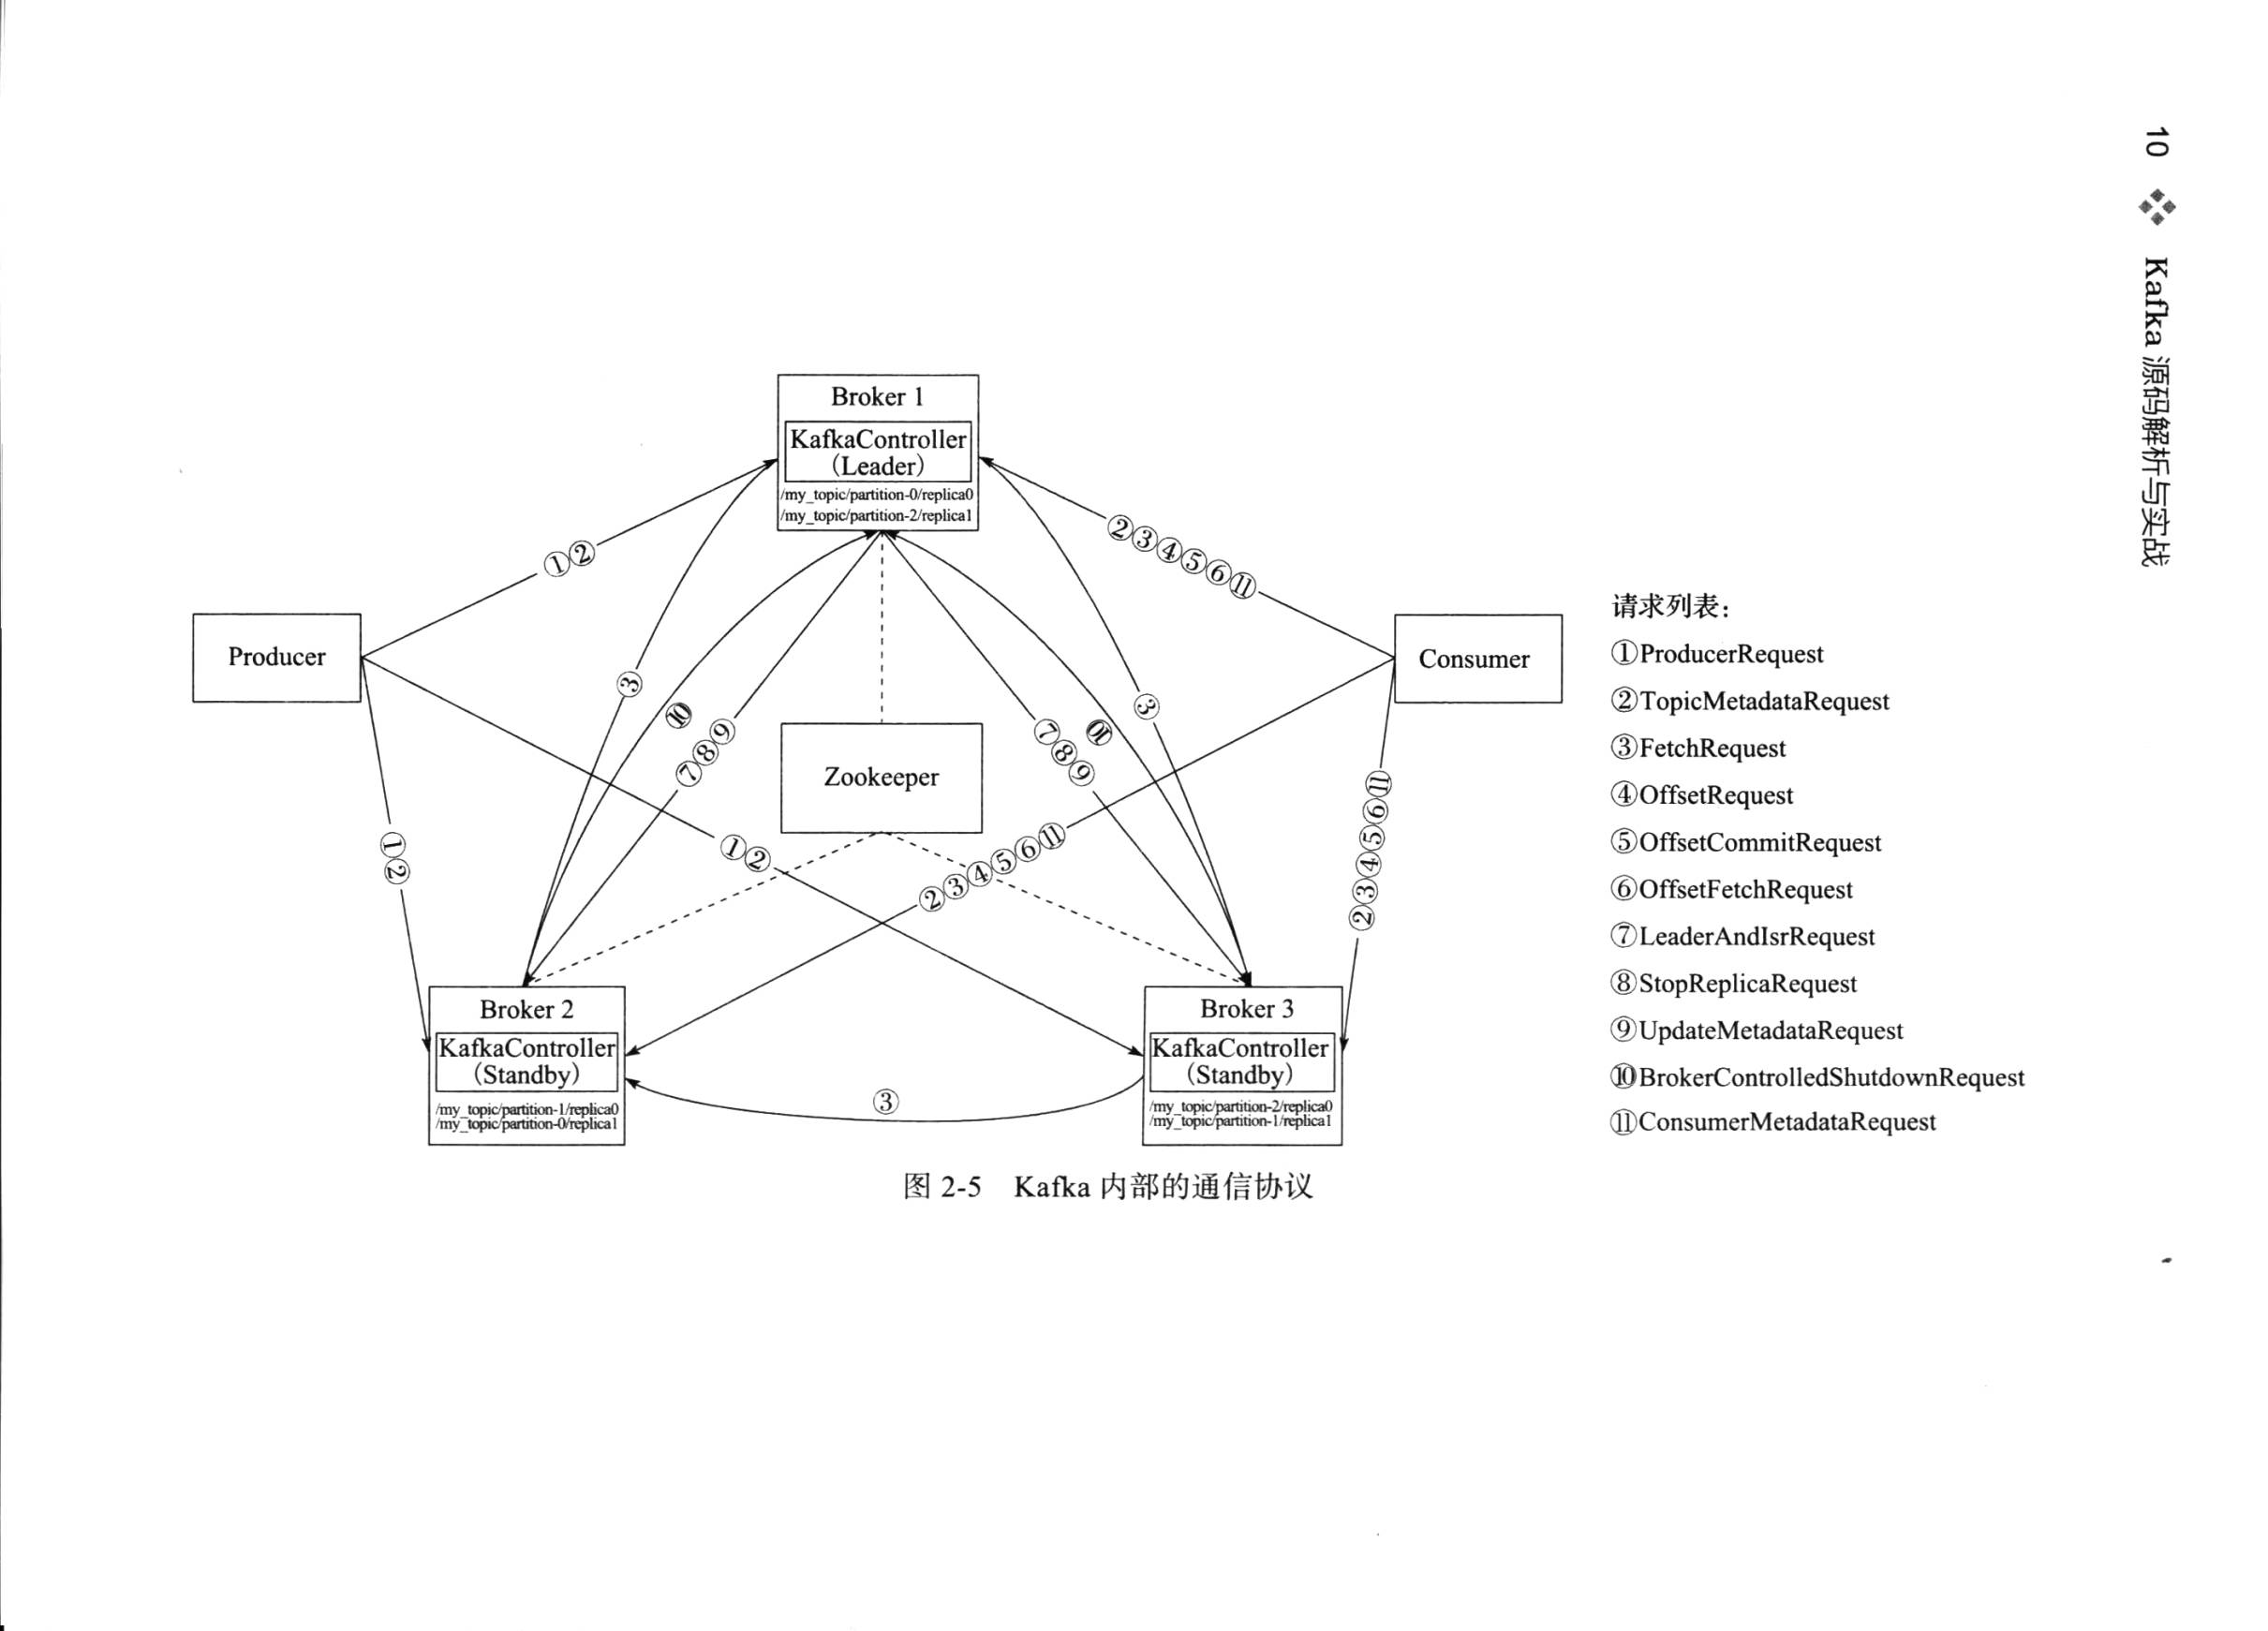 10 Kafka 源码解析与实战
Broker 1
KafkaController
(Leader)
/my_topic/partition-0/replica0
/my_topic/partition-2/replica1
①②
②③④⑤⑥⑪
Producer
Consumer
③
⑩
⑦⑧⑨
⑦⑧⑨
⑩
③
Zookeeper
①②
①②
②③④⑤⑥⑪
②③④⑤⑥⑪
Broker 2
KafkaController
(Standby)
/my_topic/partition-1/replica0
/my_topic/partition-0/replica1
③
Broker 3
KafkaController
(Standby)
/my_topic/partition-2/replica0
/my_topic/partition-1/replica1
请求列表:
①ProducerRequest
②TopicMetadataRequest
③FetchRequest
④OffsetRequest
⑤OffsetCommitRequest
⑥OffsetFetchRequest
⑦LeaderAndIsrRequest
⑧StopReplicaRequest
⑨UpdateMetadataRequest
⑩BrokerControlledShutdownRequest
⑪ConsumerMetadataRequest
图 2-5 Kafka 内部的通信协议